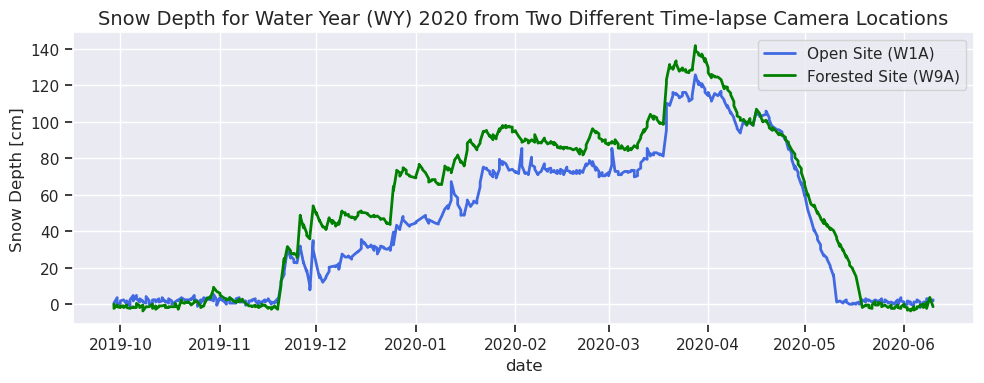 Snow Depth for Water Year (WY) 2020 from Two Different Time-lapse Camera Locations
Open Site (W1A)
Forested Site (W9A)
Snow Depth [cm]
140
120
100
80
60
40
20
0
2019-10 2019-11 2019-12 2020-01 2020-02 2020-03 2020-04 2020-05 2020-06
date